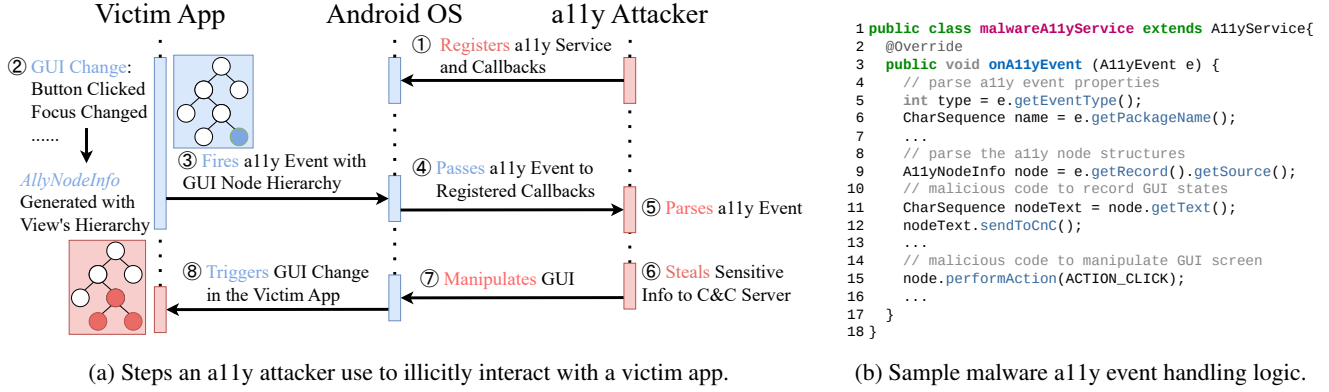 Victim App
Android OS
a11y Attacker
① Registers a11y Service
and Callbacks
② GUI Change:
Button Clicked
Focus Changed
......
AllyNodeInfo
Generated with
View's Hierarchy
③ Fires a11y Event with
GUI Node Hierarchy
④ Passes a11y Event to
Registered Callbacks
⑤ Parses a11y Event
⑥ Steals Sensitive
Info to C&C Server
⑦ Manipulates GUI
⑧ Triggers GUI Change
in the Victim App
(a) Steps an a11y attacker use to illicitly interact with a victim app.
1 public class malwareA11yService extends A11yService{
2 @Override
3 public void onA11yEvent (A11yEvent e) {
4 // parse a11y event properties
5 int type = e.getEventType();
6 CharSequence name = e.getPackageName();
7 ...
8 // parse the a11y node structures
9 A11yNodeInfo node = e.getRecord().getSource();
10 // malicious code to record GUI states
11 CharSequence nodeText = node.getText();
12 nodeText.sendToCnC();
13 ...
14 // malicious code to manipulate GUI screen
15 node.performAction(ACTION_CLICK);
16 ...
17 }
18 }
(b) Sample malware a11y event handling logic.